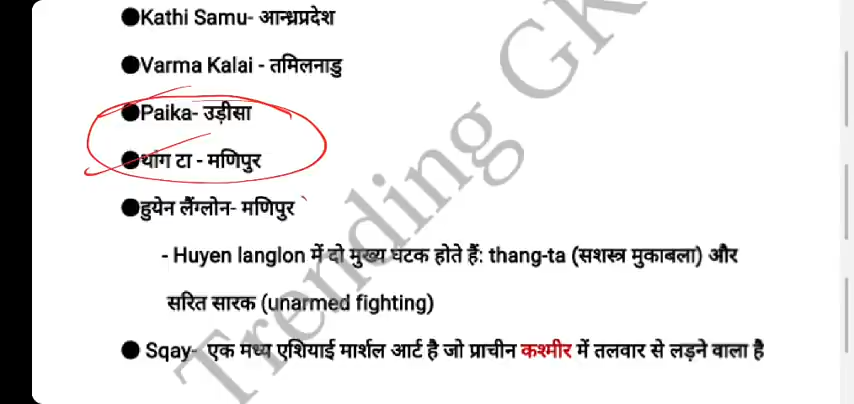 ●Kathi Samu- आन्ध्रप्रदेश
●Varma Kalai - तमिलनाडु
●Paika- उड़ीसा
●थांग टा - मणिपुर
●हुयेन लैंग्लोन- मणिपुर
- Huyen langlon में दो मुख्य घटक होते हैं: thang-ta (सशस्त्र मुकाबला) और
सरित सारक (unarmed fighting)
● Sqay- एक मध्य एशियाई मार्शल आर्ट है जो प्राचीन कश्मीर में तलवार से लड़ने वाला है
Trending GK